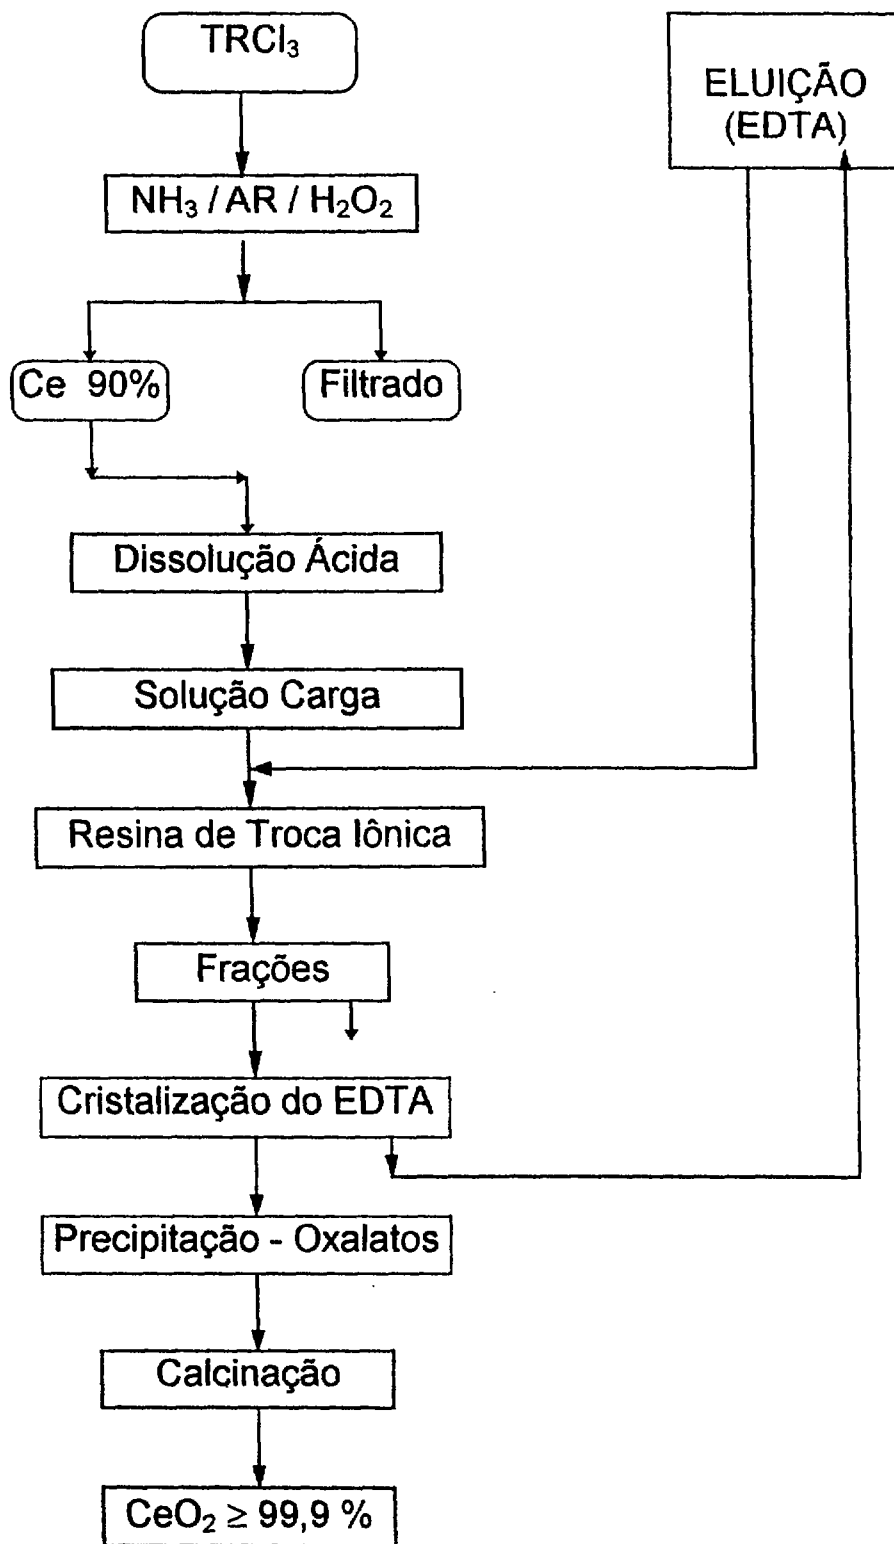 TRCl₃
ELUIÇÃO
(EDTA)
NH₃ / AR / H₂O₂
Ce 90%
Filtrado
Dissolução Ácida
Solução Carga
Resina de Troca Iônica
Frações
Cristalização do EDTA
Precipitação - Oxalatos
Calcinação
CeO₂ ≥ 99,9 %